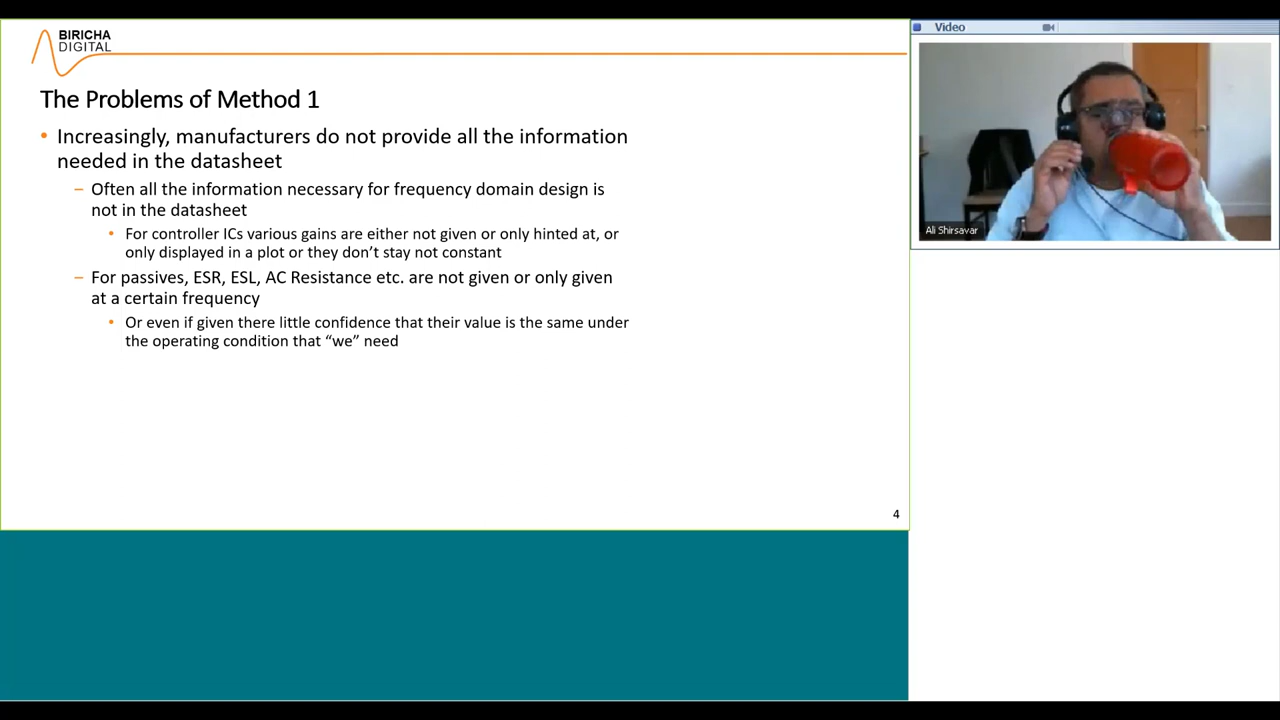 BIRICHA
DIGITAL
The Problems of Method 1
• Increasingly, manufacturers do not provide all the information
needed in the datasheet
– Often all the information necessary for frequency domain design is
not in the datasheet
• For controller ICs various gains are either not given or only hinted at, or
only displayed in a plot or they don’t stay not constant
– For passives, ESR, ESL, AC Resistance etc. are not given or only given
at a certain frequency
• Or even if given there little confidence that their value is the same under
the operating condition that “we” need
4
Video
Ali Shirsavar